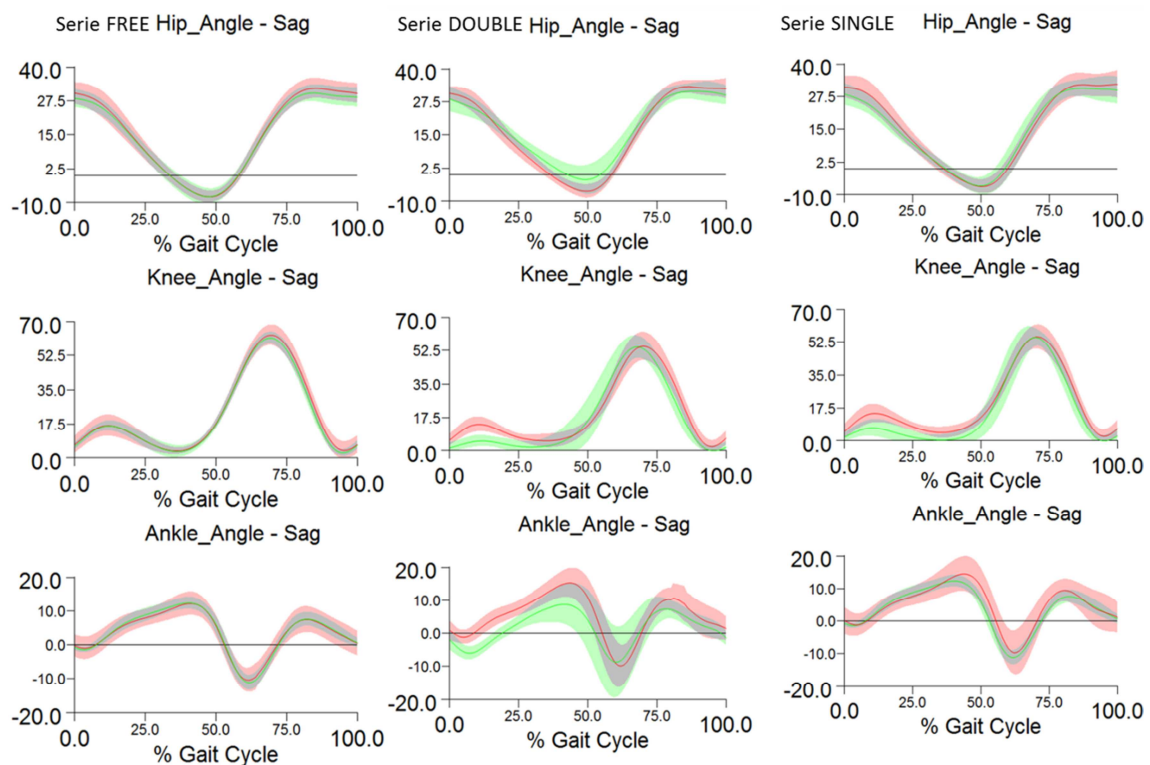 Serie FREE Hip_Angle - Sag
40.0
27.5
15.0
2.5
-10.0
0.0 25.0 50.0 75.0 100.0
% Gait Cycle
Serie DOUBLE Hip_Angle - Sag
40.0
27.5
15.0
2.5
-10.0
0.0 25.0 50.0 75.0 100.0
% Gait Cycle
Serie SINGLE Hip_Angle - Sag
40.0
27.5
15.0
2.5
-10.0
0.0 25.0 50.0 75.0 100.0
% Gait Cycle
Knee_Angle - Sag
70.0
52.5
35.0
17.5
0.0
0.0 25.0 50.0 75.0 100.0
% Gait Cycle
Knee_Angle - Sag
70.0
52.5
35.0
17.5
0.0
0.0 25.0 50.0 75.0 100.0
% Gait Cycle
Knee_Angle - Sag
70.0
52.5
35.0
17.5
0.0
0.0 25.0 50.0 75.0 100.0
% Gait Cycle
Ankle_Angle - Sag
20.0
10.0
0.0
-10.0
-20.0
0.0 25.0 50.0 75.0 100.0
% Gait Cycle
Ankle_Angle - Sag
20.0
10.0
0.0
-10.0
-20.0
0.0 25.0 50.0 75.0 100.0
% Gait Cycle
Ankle_Angle - Sag
20.0
10.0
0.0
-10.0
-20.0
0.0 25.0 50.0 75.0 100.0
% Gait Cycle